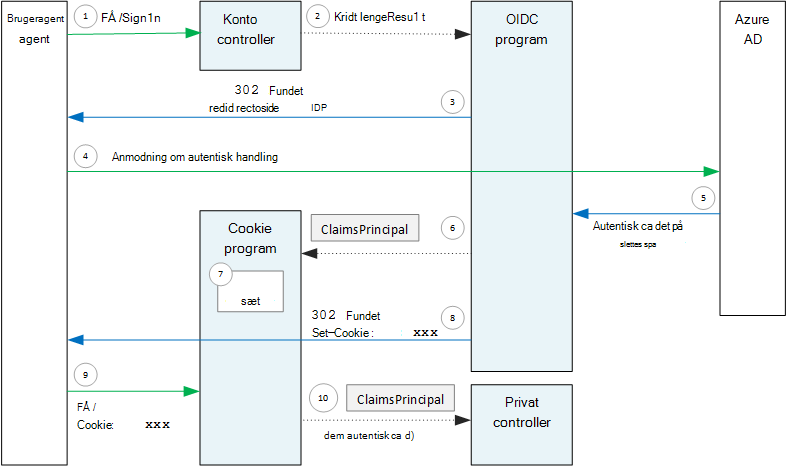 Brugeragent
agent
1
FÅ /Sign1n
Konto
controller
2
Kridt lengeResu1 t
OIDC
program
Azure
AD
302 Fundet
redid rectoside IDP
3
4
Anmodning om autentisk handling
5
Autentisk ca det på
slettes spa
Cookie
program
ClaimsPrincipal
6
7
sæt
302 Fundet
Set-Cookie: xxx
8
9
FÅ /
Cookie: xxx
10
ClaimsPrincipal
dem autentisk ca d)
Privat
controller